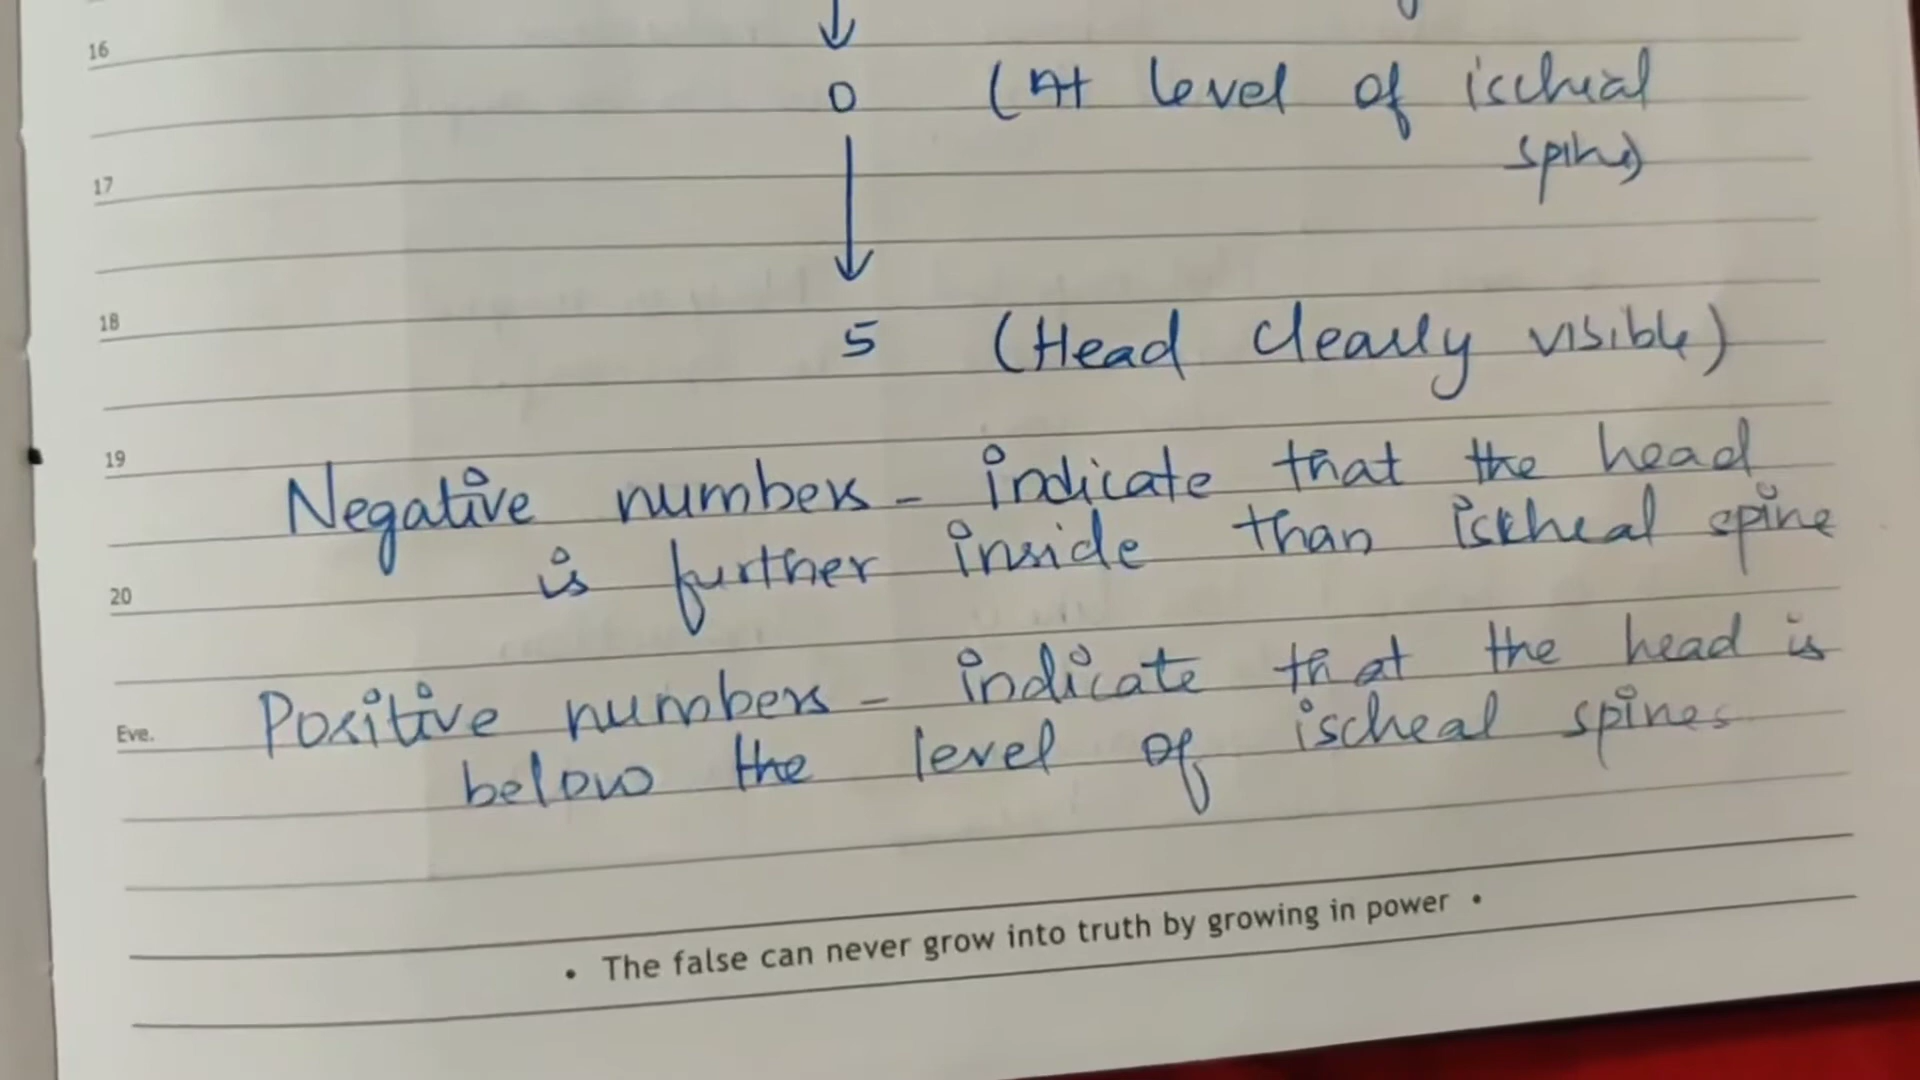 16
0 (At level of ischial
spine)
17
18
5 (Head clearly visible)
19
Negative numbers - indicate that the head
is further inside than ischeal spine
20
Positive numbers - indicate that the head is
Eve.
below the level of ischeal spines
• The false can never grow into truth by growing in power •